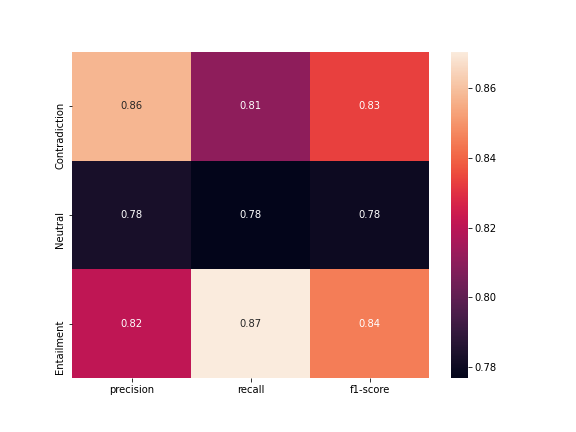 Contradiction
0.86 0.81 0.83
Neutral
0.78 0.78 0.78
Entailment
0.82 0.87 0.84
precision recall f1-score
0.86
0.84
0.82
0.80
0.78